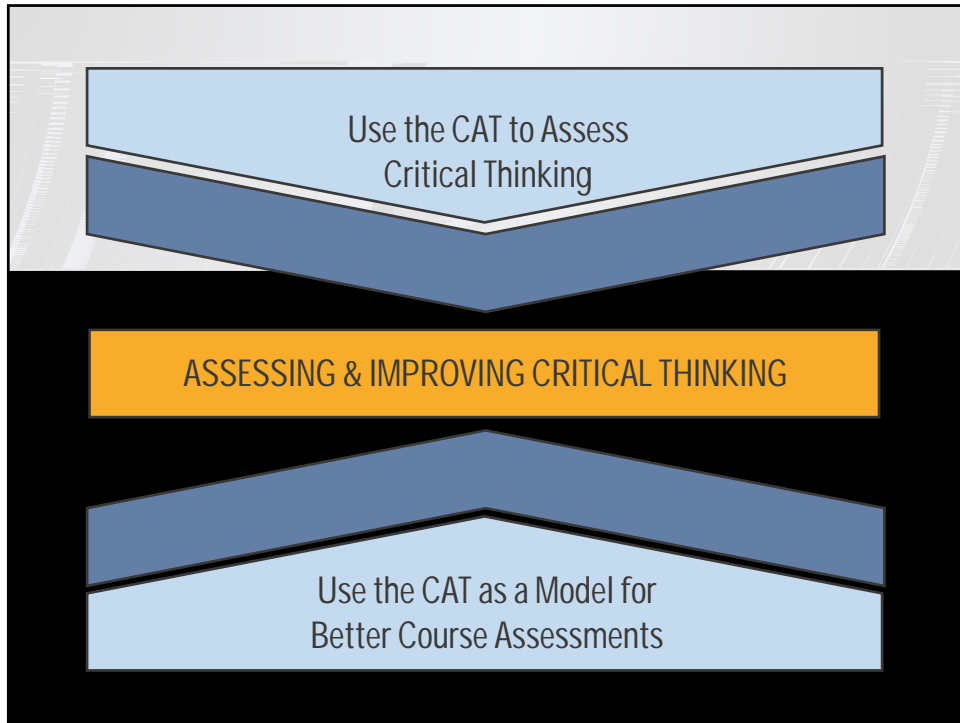 Use the CAT to Assess
Critical Thinking
ASSESSING & IMPROVING CRITICAL THINKING
Use the CAT as a Model for
Better Course Assessments